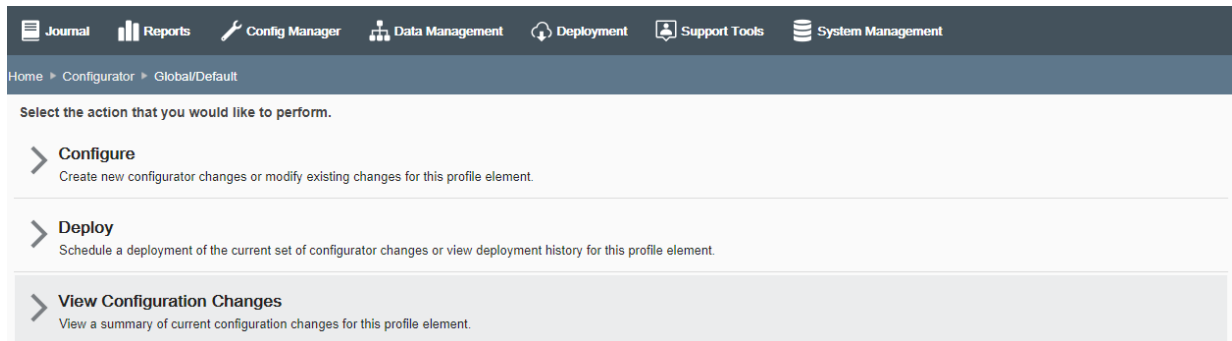 Journal Reports Config Manager Data Management Deployment Support Tools System Management
Home Configurator Global/Default
Select the action that you would like to perform.
Configure
Create new configurator changes or modify existing changes for this profile element.
Deploy
Schedule a deployment of the current set of configurator changes or view deployment history for this profile element.
View Configuration Changes
View a summary of current configuration changes for this profile element.